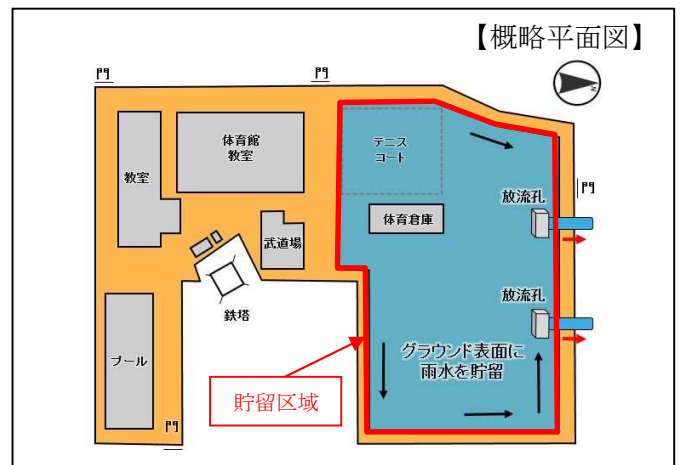 【概略平面図】
門
門
N
体育館
教室
テニス
コート
教室
門
放流孔
体育倉庫
武道場
放流孔
鉄塔
プール
グラウンド表面に
雨水を貯留
貯留区域
門